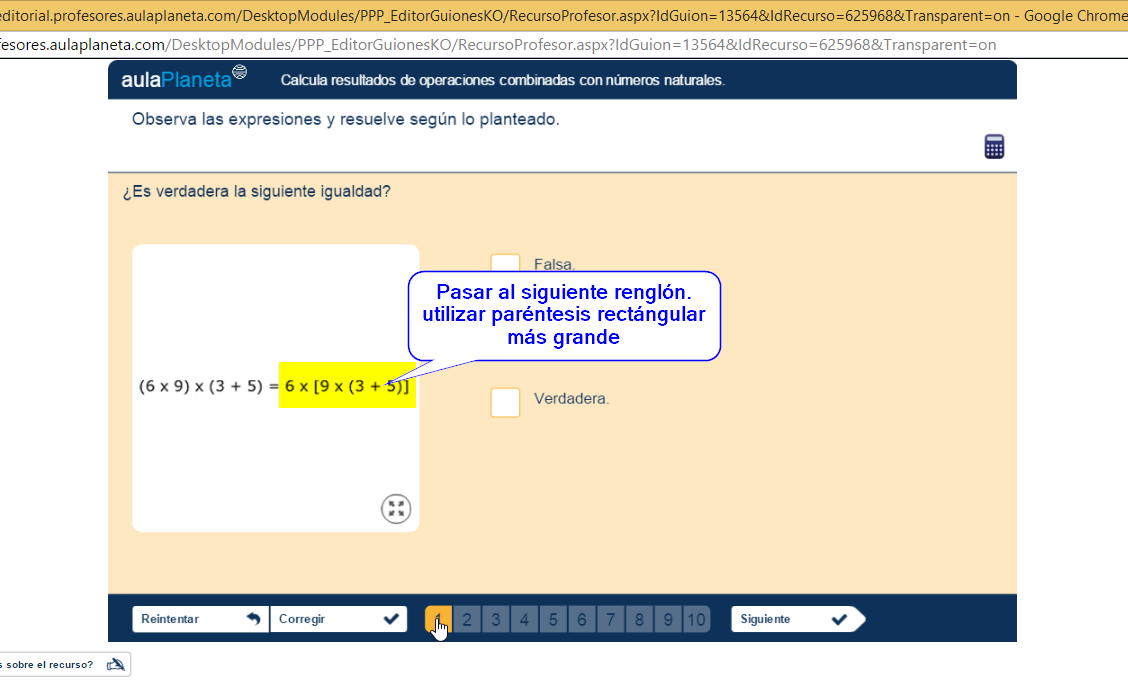 editorial.profesores.aulaplaneta.com/DesktopModules/PPP_EditorGuionesKO/RecursoProfesor.aspx?IdGuion=13564&IdRecurso=625968&Transparent=on - Google Chrome
fesores.aulaplaneta.com/DesktopModules/PPP_EditorGuionesKO/RecursoProfesor.aspx?IdGuion=13564&IdRecurso=625968&Transparent=on
aulaPlaneta Calcula resultados de operaciones combinadas con números naturales.
Observa las expresiones y resuelve según lo planteado.
¿Es verdadera la siguiente igualdad?
Falsa.
Pasar al siguiente renglón.
utilizar paréntesis rectángular
más grande
(6 x 9) x (3 + 5) = 6 x [9 x (3 + 5)]
Verdadera.
Reintentar Corregir 1 2 3 4 5 6 7 8 9 10 Siguiente
s sobre el recurso?